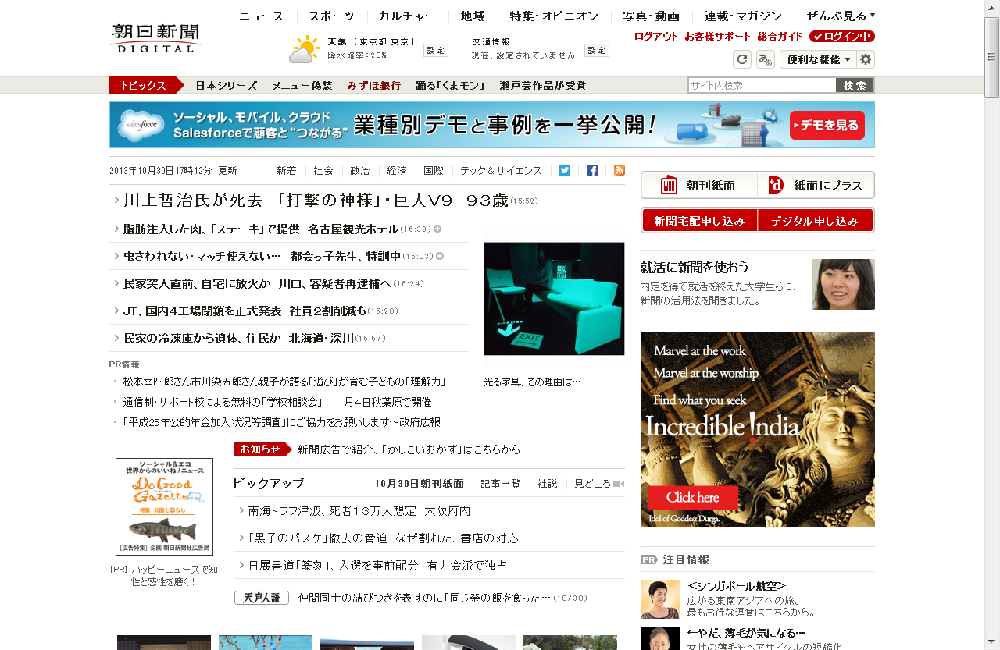 ニュース スポーツ カルチャー 地域 特集・オピニオン 写真・動画 連載・マガジン ぜんぶ見る
朝日新聞
DIGITAL
天気 [ 東京都 東京 ]
降水確率：20%
設定
交通情報
現在、設定されていません
設定
ログアウト お客様サポート 総合ガイド ログイン中
あぁ 便利な機能
トピックス 日本シリーズ メニュー偽装 みずほ銀行 踊る「くまモン」 瀬戸芸作品が受賞
サイト内検索 検索
salesforce
ソーシャル、モバイル、クラウド
Salesforceで顧客と“つながる”
業種別デモと事例を一挙公開！
デモを見る
2013年10月30日17時12分 更新
新着 社会 政治 経済 国際 テック＆サイエンス
川上哲治氏が死去 「打撃の神様」・巨人V9 93歳(15:52)
脂肪注入した肉、「ステーキ」で提供 名古屋観光ホテル(16:38)
虫さわれない・マッチ使えない… 都会っ子先生、特訓中(15:03)
民家突入直前、自宅に放火か 川口、容疑者再逮捕へ(16:24)
JT、国内4工場閉鎖を正式発表 社員2割削減も(15:20)
民家の冷凍庫から遺体、住民か 北海道・深川(16:57)
EXIT
光る家具、その理由は…
PR情報
松本幸四郎さん市川染五郎さん親子が語る「遊び」が育む子どもの「理解力」
通信制・サポート校による無料の「学校相談会」 11月4日秋葉原で開催
「平成25年公的年金加入状況等調査」にご協力をお願いします～政府広報
ソーシャル&エコ
世界からのいいね！ニュース
Do Good
Gazette
特集 公園と暮らし
[広告特集] 企画 朝日新聞社広告局
[PR] ハッピーニュースで知
性と感性を磨く！
お知らせ 新聞広告で紹介、「かしこいおかず」はこちらから
ピックアップ
10月30日朝刊紙面 記事一覧 社説 見どころ
南海トラフ津波、死者13万人想定 大阪府内
「黒子のバスケ」撤去の脅迫 なぜ割れた、書店の対応
日展書道「篆刻」、入選を事前配分 有力会派で独占
天声人語 仲間同士の結びつきを表すのに「同じ釜の飯を食った…(10/30)
朝刊紙面 紙面にプラス
新聞宅配申し込み デジタル申し込み
就活に新聞を使おう
内定を得て就活を終えた大学生らに、
新聞の活用法を聞きました。
Marvel at the work
Marvel at the worship
Find what you seek
Incredible !ndia
Click here
Idol of Goddess Durga.
PR 注目情報
＜シンガポール航空＞
広がる東南アジアへの旅。
最もお得な運賃はこちらから。
←やだ、薄毛が気になる…
女性の薄毛もヘアサイクルの短縮化